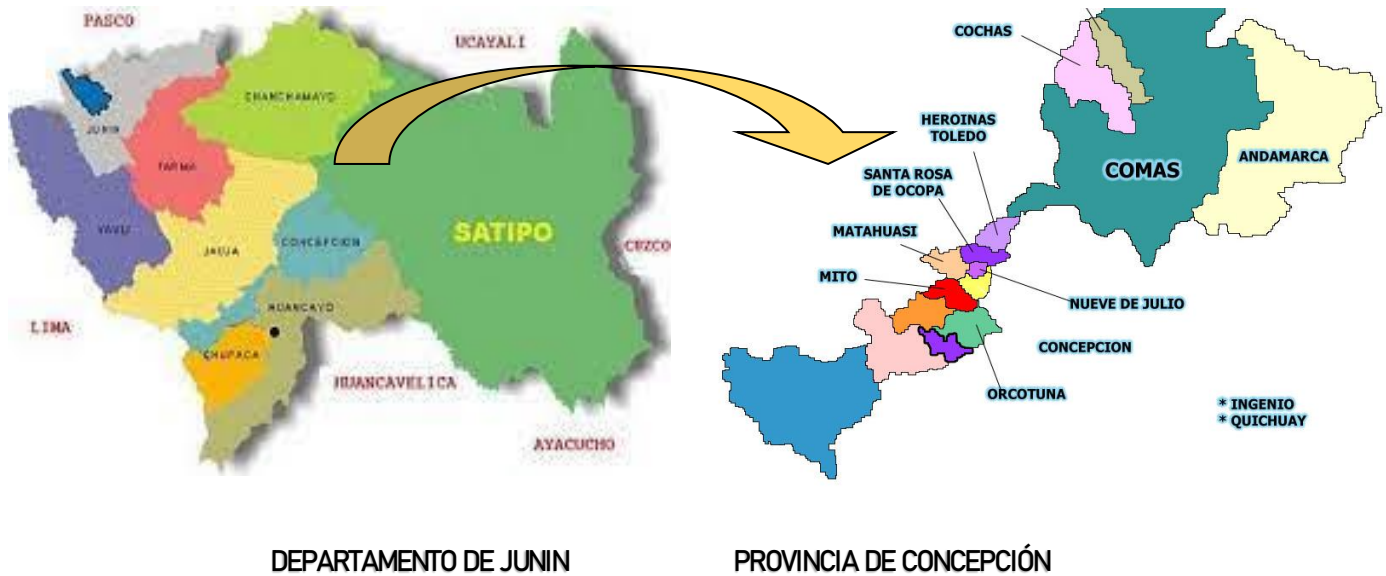 PASCO
UCAYALI
CHANCHAMAYO
JUNIN
TARMA
YAULI
SATIPO
CONCEPCION
CUZCO
JAUJA
HUANCAYO
LIMA
CHUPACA
HUANCAVELICA
AYACUCHO
COCHAS
HEROINAS
TOLEDO
COMAS
ANDAMARCA
SANTA ROSA
DE OCOPA
MATAHUASI
MITO
NUEVE DE JULIO
CONCEPCION
ORCOTUNA
* INGENIO
* QUICHUAY
DEPARTAMENTO DE JUNIN
PROVINCIA DE CONCEPCIÓN